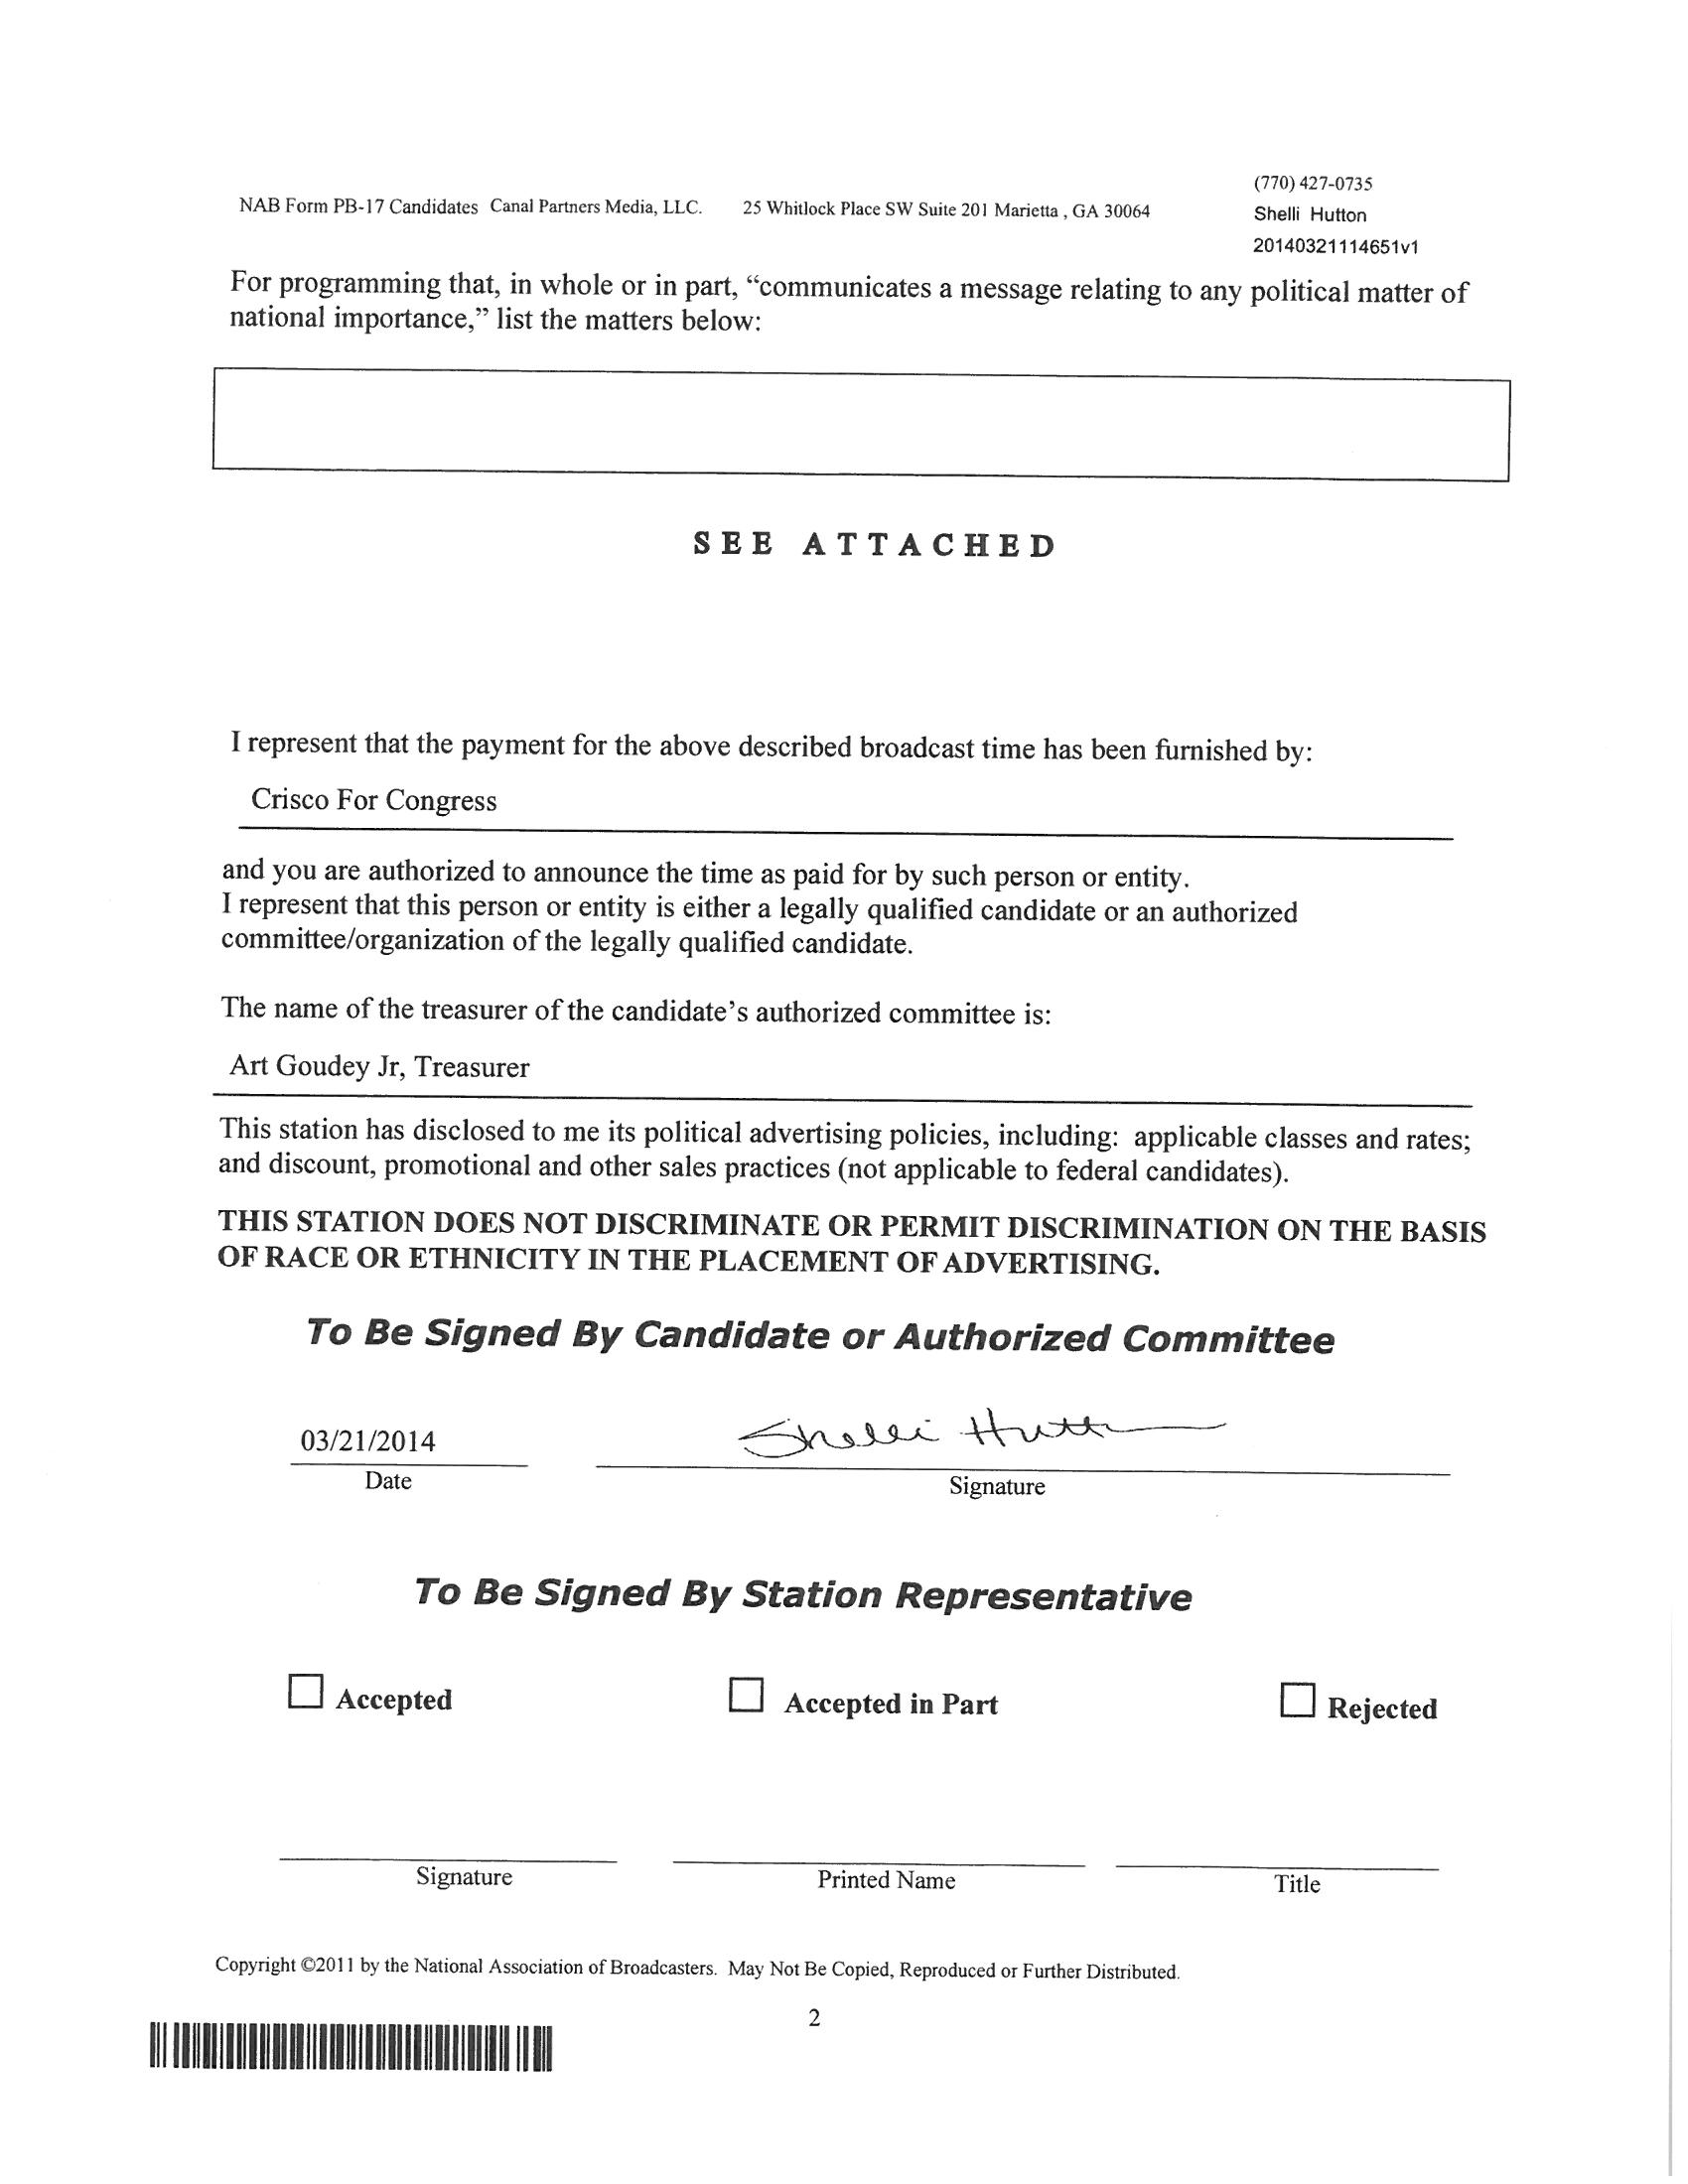 (770) 427-0735
NAB Form PB-17 Candidates Canal Partners Media, LLC. 25 Whitlock Place SW Suite 201 Marietta , GA 30064
Shelli Hutton
20140321114651v1
For programming that, in whole or in part, “communicates a message relating to any political matter of
national importance,” list the matters below:
SEE ATTACHED
I represent that the payment for the above described broadcast time has been furnished by:
Crisco For Congress
and you are authorized to announce the time as paid for by such person or entity.
I represent that this person or entity is either a legally qualified candidate or an authorized
committee/organization of the legally qualified candidate.
The name of the treasurer of the candidate’s authorized committee is:
Art Goudey Jr, Treasurer
This station has disclosed to me its political advertising policies, including: applicable classes and rates;
and discount, promotional and other sales practices (not applicable to federal candidates).
THIS STATION DOES NOT DISCRIMINATE OR PERMIT DISCRIMINATION ON THE BASIS
OF RACE OR ETHNICITY IN THE PLACEMENT OF ADVERTISING.
To Be Signed By Candidate or Authorized Committee
03/21/2014 Shelli Hutton
Date Signature
To Be Signed By Station Representative
Accepted Accepted in Part Rejected
Signature Printed Name Title
Copyright ©2011 by the National Association of Broadcasters. May Not Be Copied, Reproduced or Further Distributed.
2